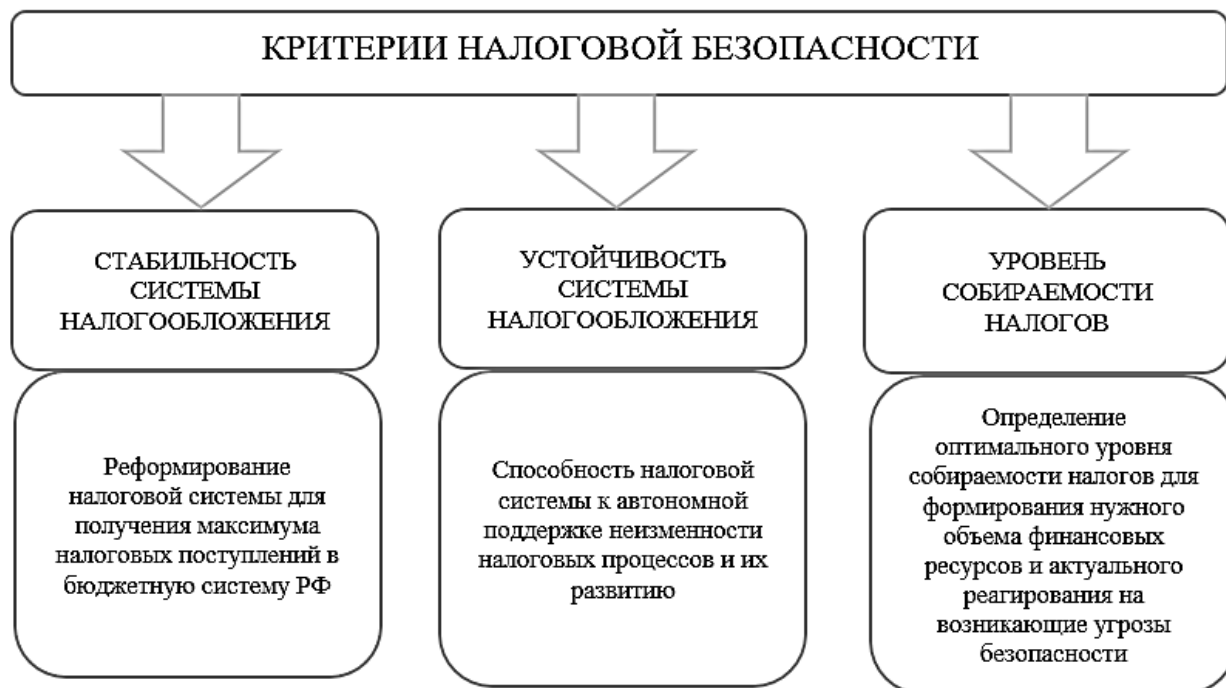 КРИТЕРИИ НАЛОГОВОЙ БЕЗОПАСНОСТИ
СТАБИЛЬНОСТЬ
СИСТЕМЫ
НАЛОГООБЛОЖЕНИЯ
Реформирование
налоговой системы для
получения максимума
налоговых поступлений в
бюджетную систему РФ
УСТОЙЧИВОСТЬ
СИСТЕМЫ
НАЛОГООБЛОЖЕНИЯ
Способность налоговой
системы к автономной
поддержке неизменности
налоговых процессов и их
развитию
УРОВЕНЬ
СОБИРАЕМОСТИ
НАЛОГОВ
Определение
оптимального уровня
собираемости налогов для
формирования нужного
объема финансовых
ресурсов и актуального
реагирования на
возникающие угрозы
безопасности